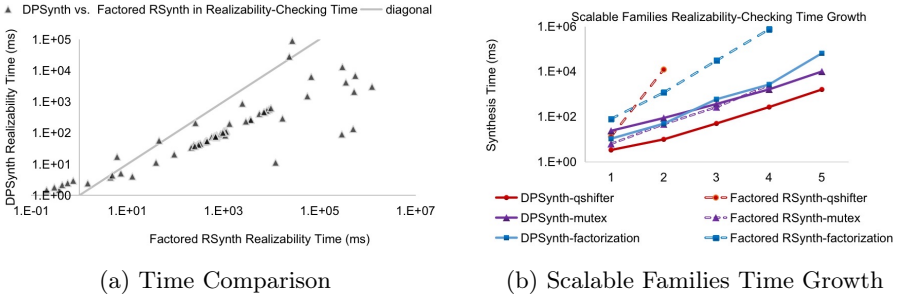 DPSynth vs. Factored RSynth in Realizability-Checking Time
diagonal
DPSynth Realizability Time (ms)
1.E+05
1.E+04
1.E+03
1.E+02
1.E+01
1.E+00
1.E-01 1.E+01 1.E+03 1.E+05 1.E+07
Factored RSynth Realizability Time (ms)
(a) Time Comparison
Scalable Families Realizability-Checking Time Growth
Synthesis Time (ms)
1.E+06
1.E+04
1.E+02
1.E+00
1 2 3 4 5
DPSynth-qshifter Factored RSynth-qshifter
DPSynth-mutex Factored RSynth-mutex
DPSynth-factorization Factored RSynth-factorization
(b) Scalable Families Time Growth